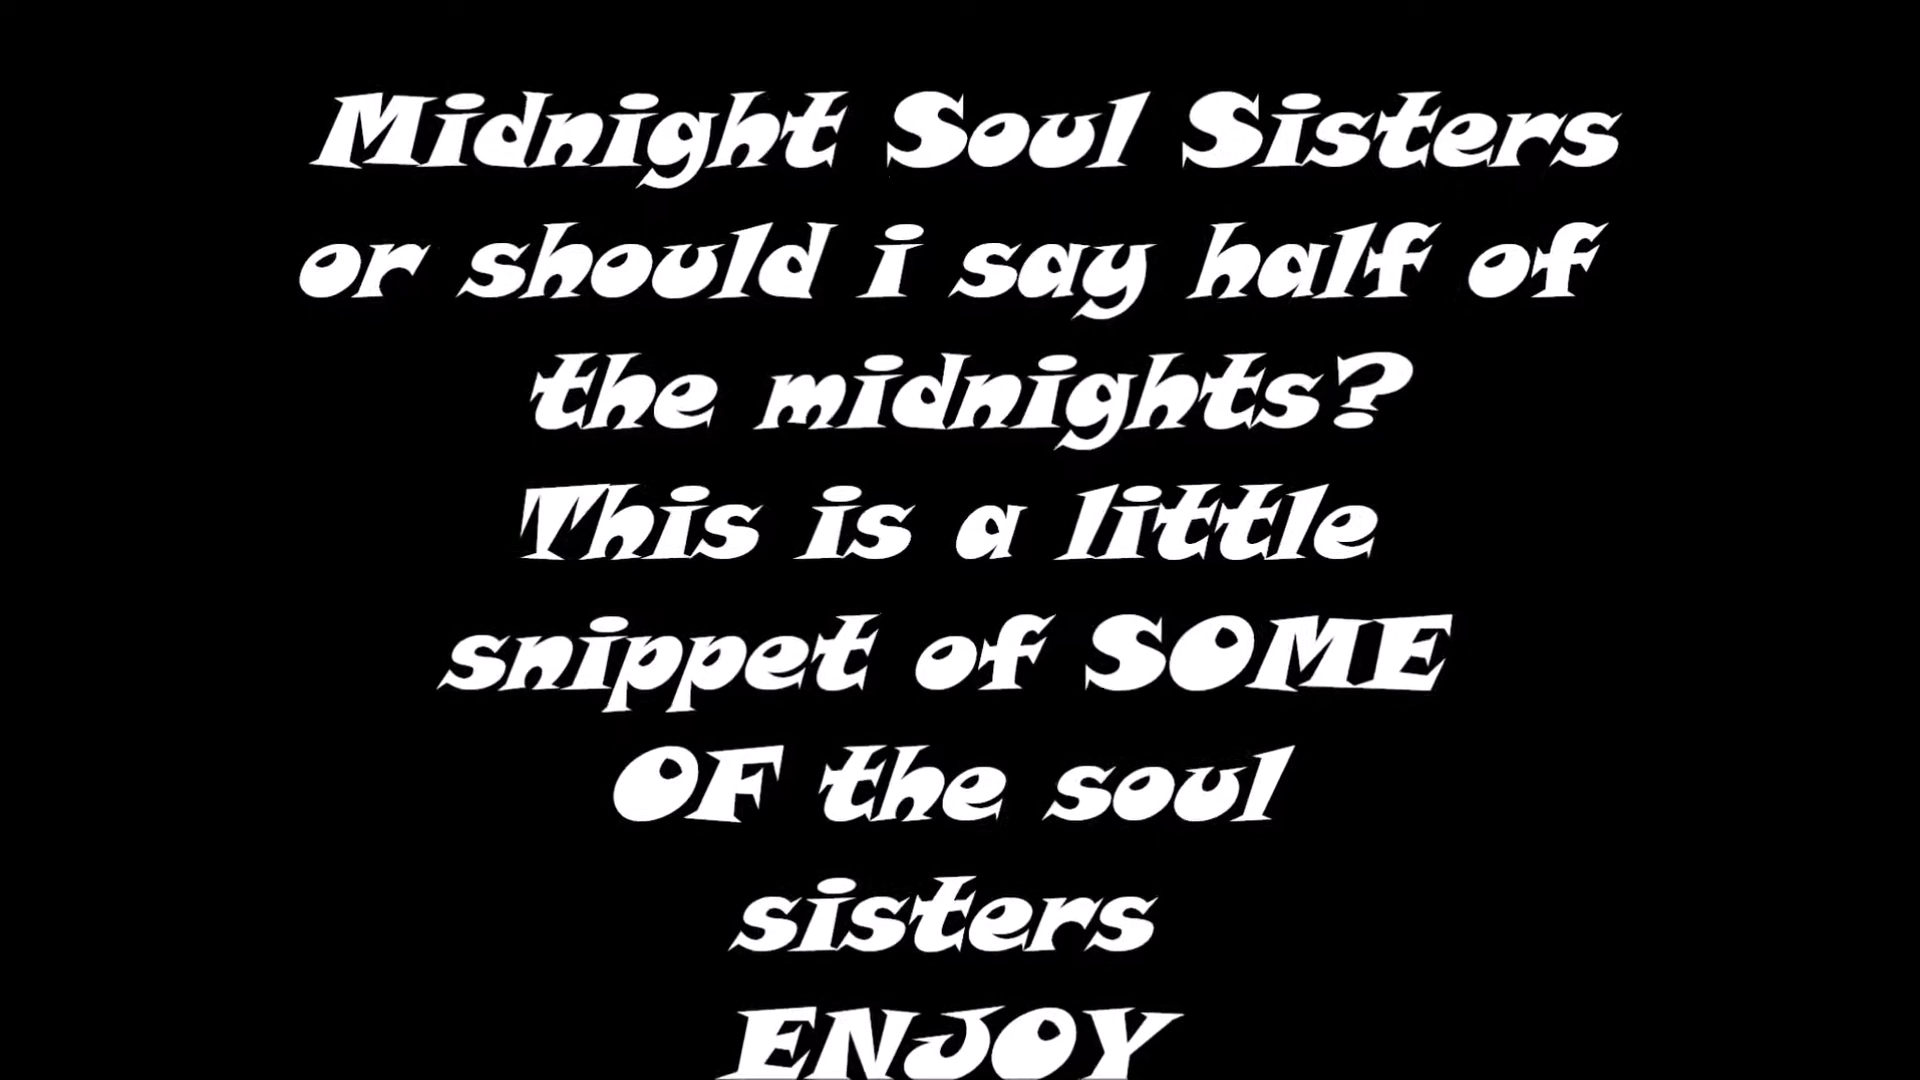 Midnight Soul Sisters
or should i say half of
the midnights?
This is a little
snippet of SOME
OF the soul
sisters
ENJOY